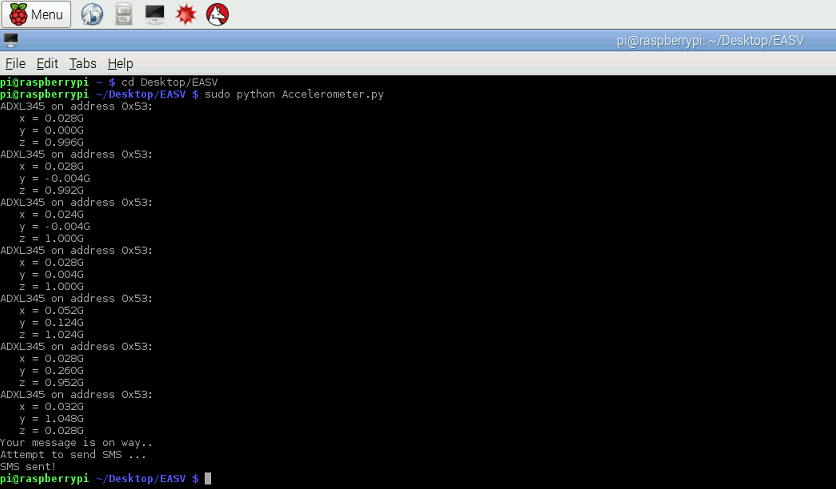 Menu
pi@raspberrypi: ~/Desktop/EASV
File Edit Tabs Help
pi@raspberrypi ~ $ cd Desktop/EASV
pi@raspberrypi ~/Desktop/EASV $ sudo python Accelerometer.py
ADXL345 on address 0x53:
   x = 0.028G
   y = 0.000G
   z = 0.996G
ADXL345 on address 0x53:
   x = 0.028G
   y = -0.004G
   z = 0.992G
ADXL345 on address 0x53:
   x = 0.024G
   y = -0.004G
   z = 1.000G
ADXL345 on address 0x53:
   x = 0.028G
   y = 0.004G
   z = 1.000G
ADXL345 on address 0x53:
   x = 0.052G
   y = 0.124G
   z = 1.024G
ADXL345 on address 0x53:
   x = 0.028G
   y = 0.260G
   z = 0.952G
ADXL345 on address 0x53:
   x = 0.032G
   y = 1.048G
   z = 0.028G
Your message is on way..
Attempt to send SMS ...
SMS sent!
pi@raspberrypi ~/Desktop/EASV $